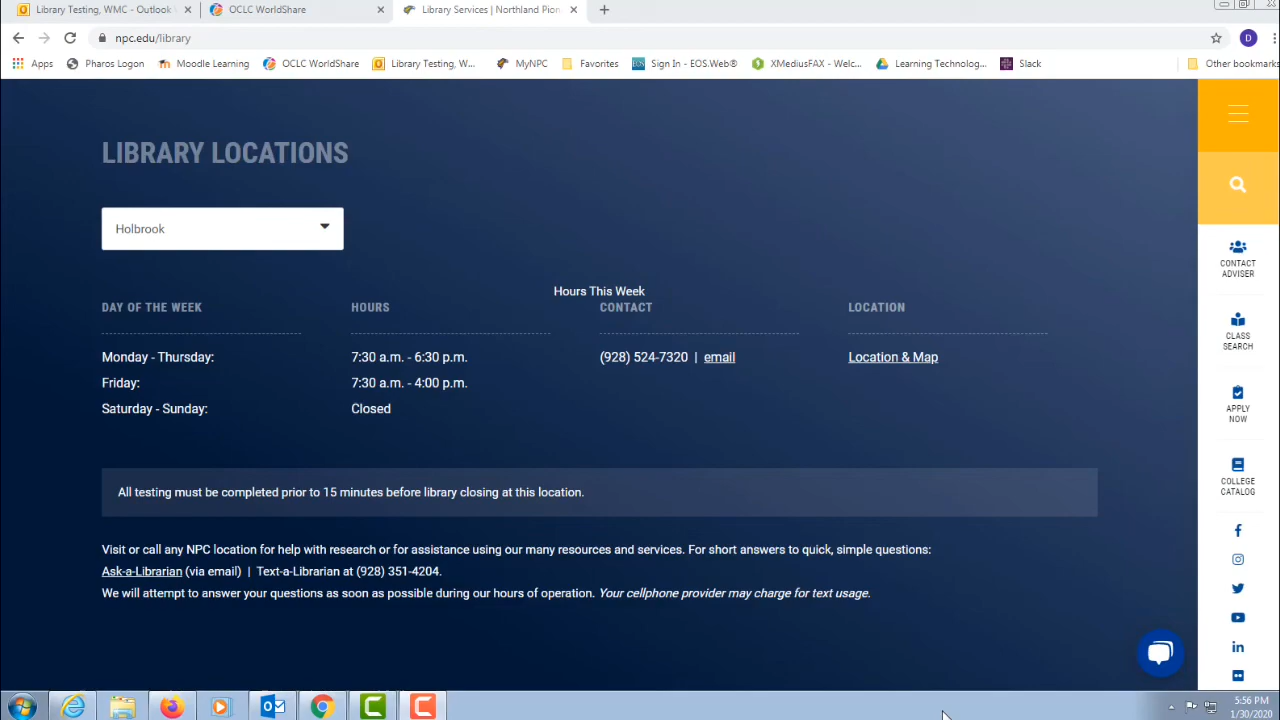 Library Testing, WMC - Outlook
OCLC WorldShare
Library Services | Northland Pion
npc.edu/library
D
Apps
Pharos Logon
Moodle Learning
OCLC WorldShare
Library Testing, W...
MyNPC
Favorites
EOS
Sign In - EOS.Web®
XMediusFAX - Welc...
Learning Technolog...
Slack
Other bookmarks
LIBRARY LOCATIONS
Holbrook
Hours This Week
DAY OF THE WEEK
HOURS
CONTACT
LOCATION
Monday - Thursday:
7:30 a.m. - 6:30 p.m.
(928) 524-7320 | email
Location & Map
Friday:
7:30 a.m. - 4:00 p.m.
Saturday - Sunday:
Closed
All testing must be completed prior to 15 minutes before library closing at this location.
Visit or call any NPC location for help with research or for assistance using our many resources and services. For short answers to quick, simple questions:
Ask-a-Librarian (via email) | Text-a-Librarian at (928) 351-4204.
We will attempt to answer your questions as soon as possible during our hours of operation. Your cellphone provider may charge for text usage.
CONTACT
ADVISER
CLASS
SEARCH
APPLY
NOW
COLLEGE
CATALOG
5:56 PM
1/30/2020